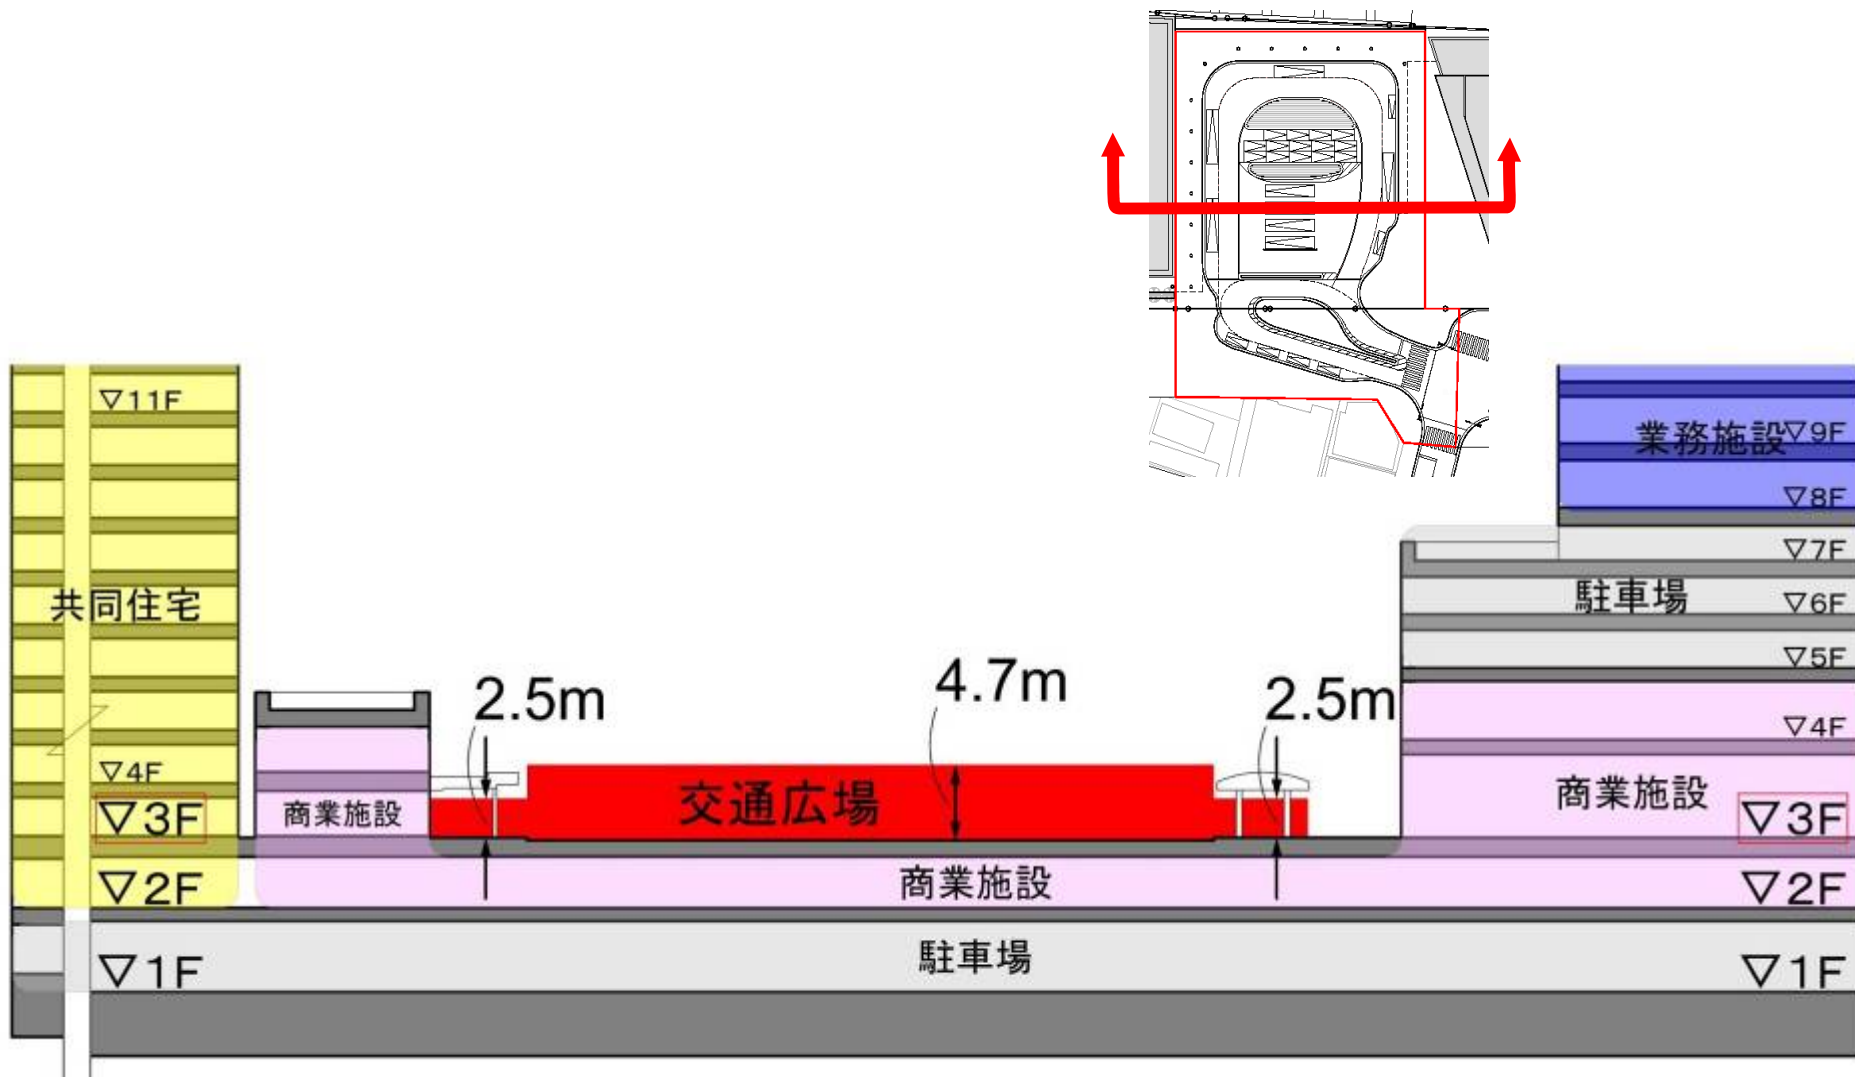 ▽11F
業務施設▽9F
▽8F
▽7F
共同住宅
駐車場
▽6F
▽5F
2.5m
4.7m
2.5m
▽4F
▽4F
▽3F
商業施設
交通広場
商業施設
▽3F
▽2F
商業施設
▽2F
▽1F
駐車場
▽1F